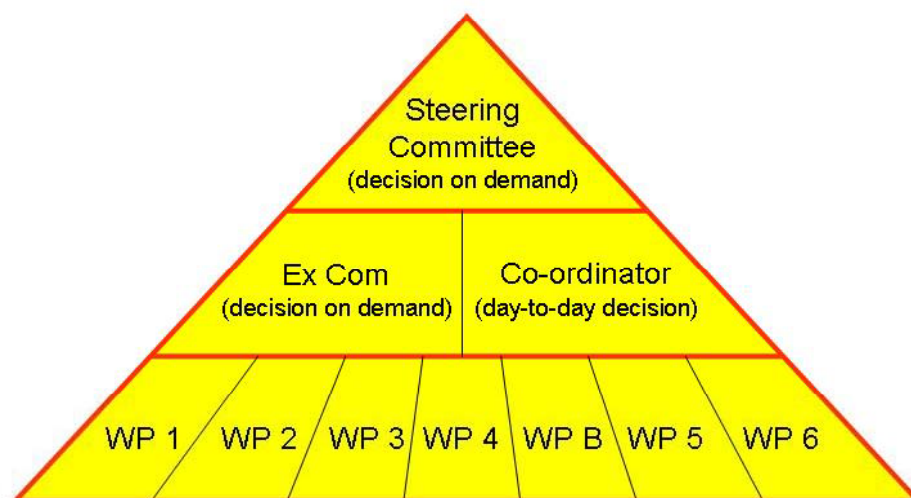 Steering
Committee
(decision on demand)
Ex Com
(decision on demand)
Co-ordinator
(day-to-day decision)
WP 1
WP 2
WP 3
WP 4
WP B
WP 5
WP 6